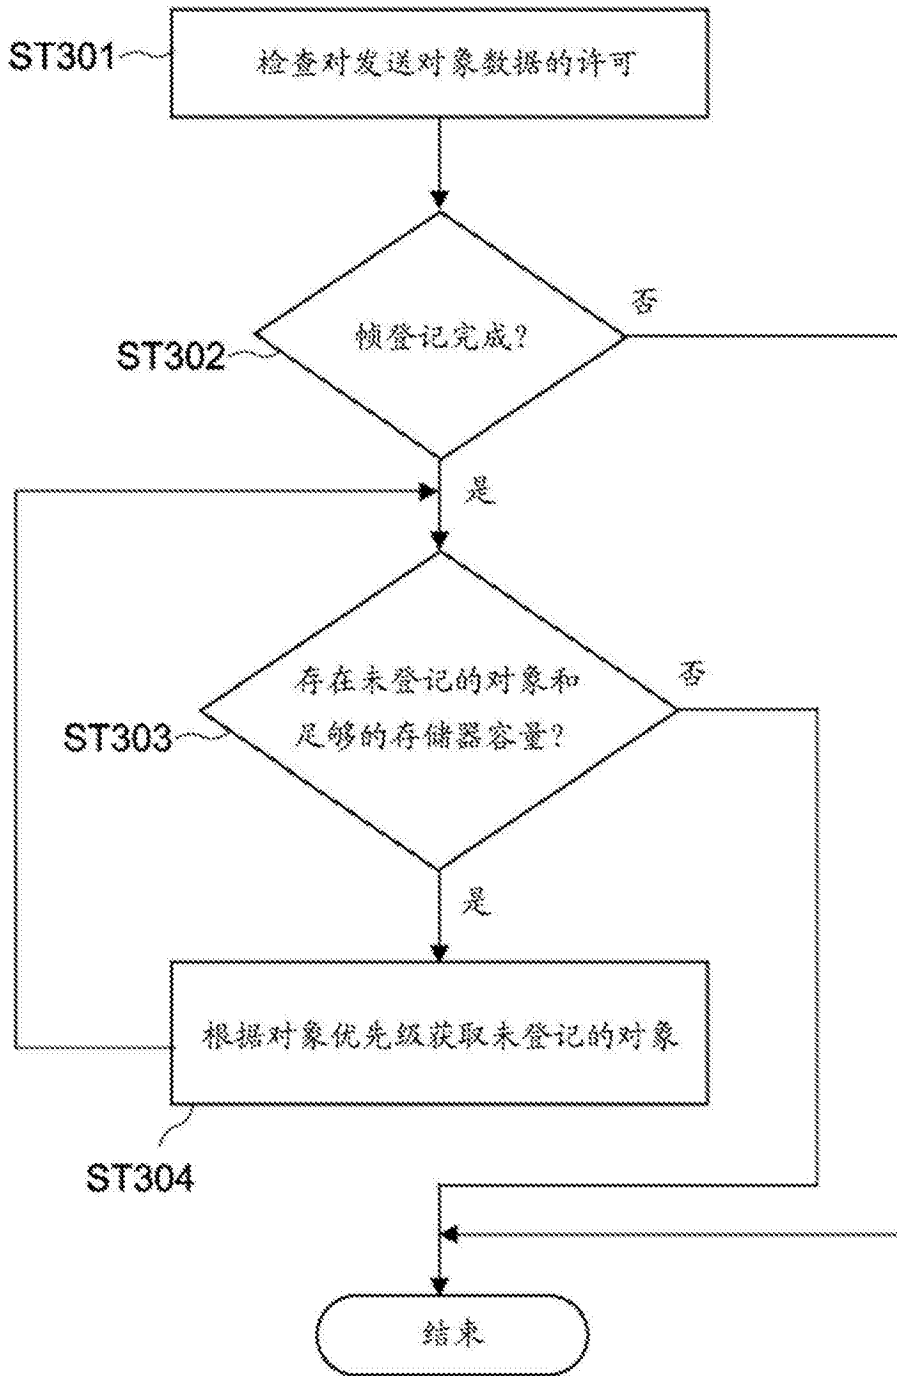 ST301
检查对发送对象数据的许可
否
帧登记完成?
ST302
是
存在未登记的对象和
足够的存储器容量?
否
ST303
是
根据对象优先级获取未登记的对象
ST304
结束